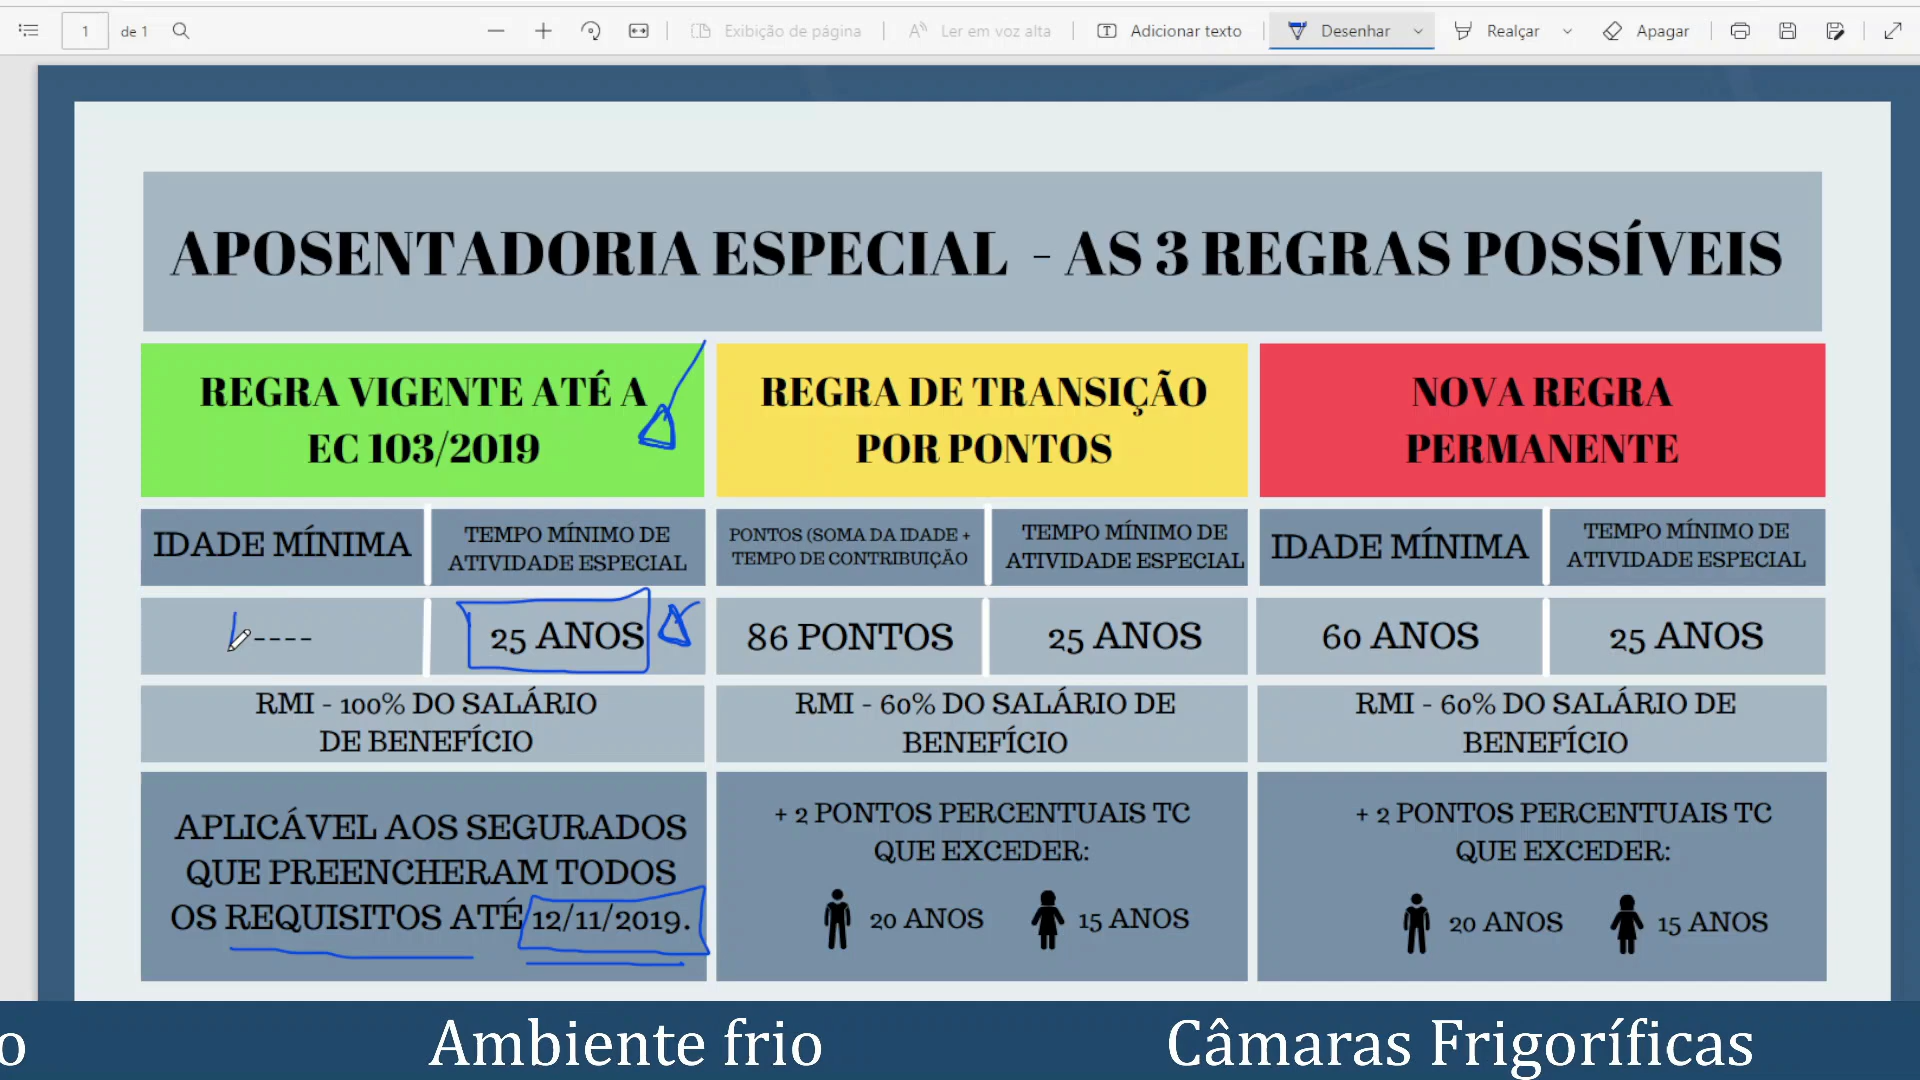 1 de 1 Exibição de página Ler em voz alta Adicionar texto Desenhar Realçar Apagar
APOSENTADORIA ESPECIAL - AS 3 REGRAS POSSÍVEIS
REGRA VIGENTE ATÉ A
EC 103/2019
REGRA DE TRANSIÇÃO
POR PONTOS
NOVA REGRA
PERMANENTE
IDADE MÍNIMA
TEMPO MÍNIMO DE
ATIVIDADE ESPECIAL
PONTOS (SOMA DA IDADE +
TEMPO DE CONTRIBUIÇÃO
TEMPO MÍNIMO DE
ATIVIDADE ESPECIAL
IDADE MÍNIMA
TEMPO MÍNIMO DE
ATIVIDADE ESPECIAL
----
25 ANOS
86 PONTOS
25 ANOS
60 ANOS
25 ANOS
RMI - 100% DO SALÁRIO
DE BENEFÍCIO
RMI - 60% DO SALÁRIO DE
BENEFÍCIO
RMI - 60% DO SALÁRIO DE
BENEFÍCIO
APLICÁVEL AOS SEGURADOS
QUE PREENCHERAM TODOS
OS REQUISITOS ATÉ 12/11/2019.
+ 2 PONTOS PERCENTUAIS TC
QUE EXCEDER:
20 ANOS 15 ANOS
+ 2 PONTOS PERCENTUAIS TC
QUE EXCEDER:
20 ANOS 15 ANOS
o Ambiente frio Câmaras Frigoríficas